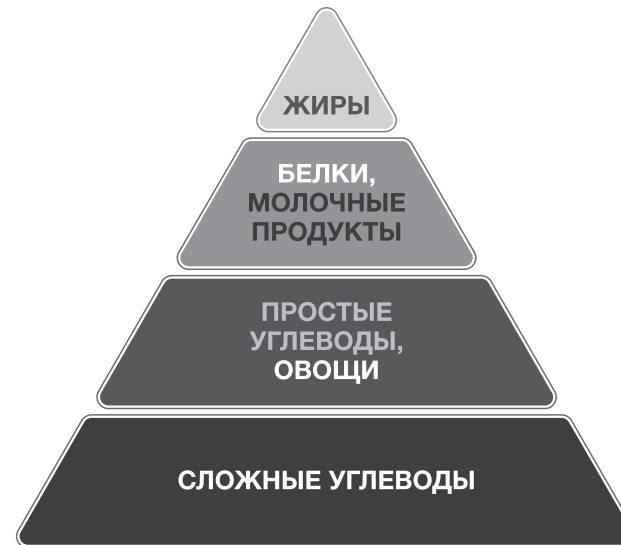 ЖИРЫ
БЕЛКИ,
МОЛОЧНЫЕ
ПРОДУКТЫ
ПРОСТЫЕ
УГЛЕВОДЫ,
ОВОЩИ
СЛОЖНЫЕ УГЛЕВОДЫ